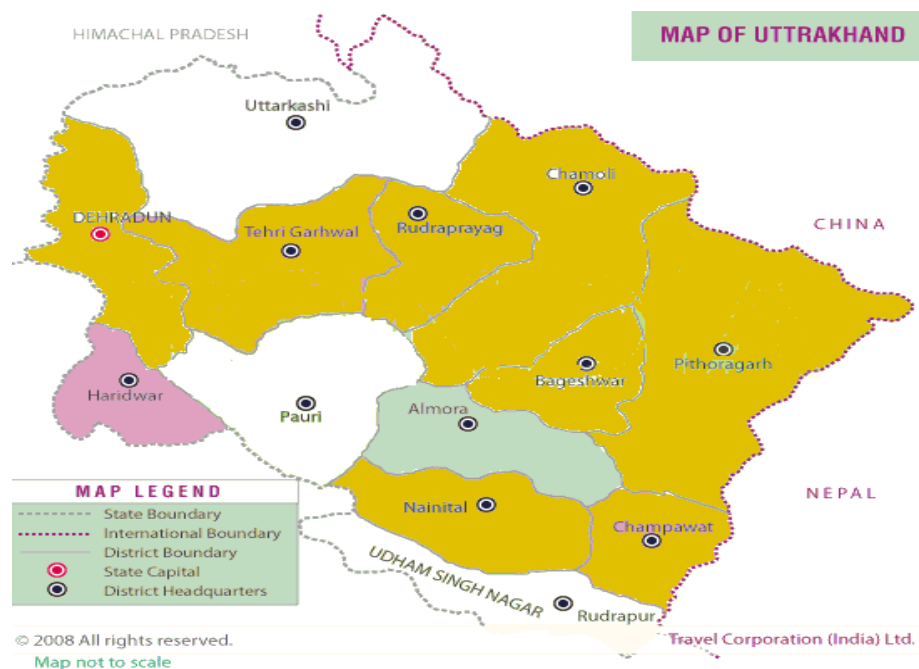 HIMACHAL PRADESH
MAP OF UTTRAKHAND
Uttarkashi
Chamoli
DEHRADUN
Tehri Garhwal
Rudraprayag
CHINA
Pithoragarh
Bageshwar
Haridwar
Pauri
Almora
MAP LEGEND
State Boundary
International Boundary
District Boundary
State Capital
District Headquarters
Nainital
Champawat
NEPAL
UDHAM SINGH NAGAR
Rudrapur
© 2008 All rights reserved.
Travel Corporation (India) Ltd.
Map not to scale